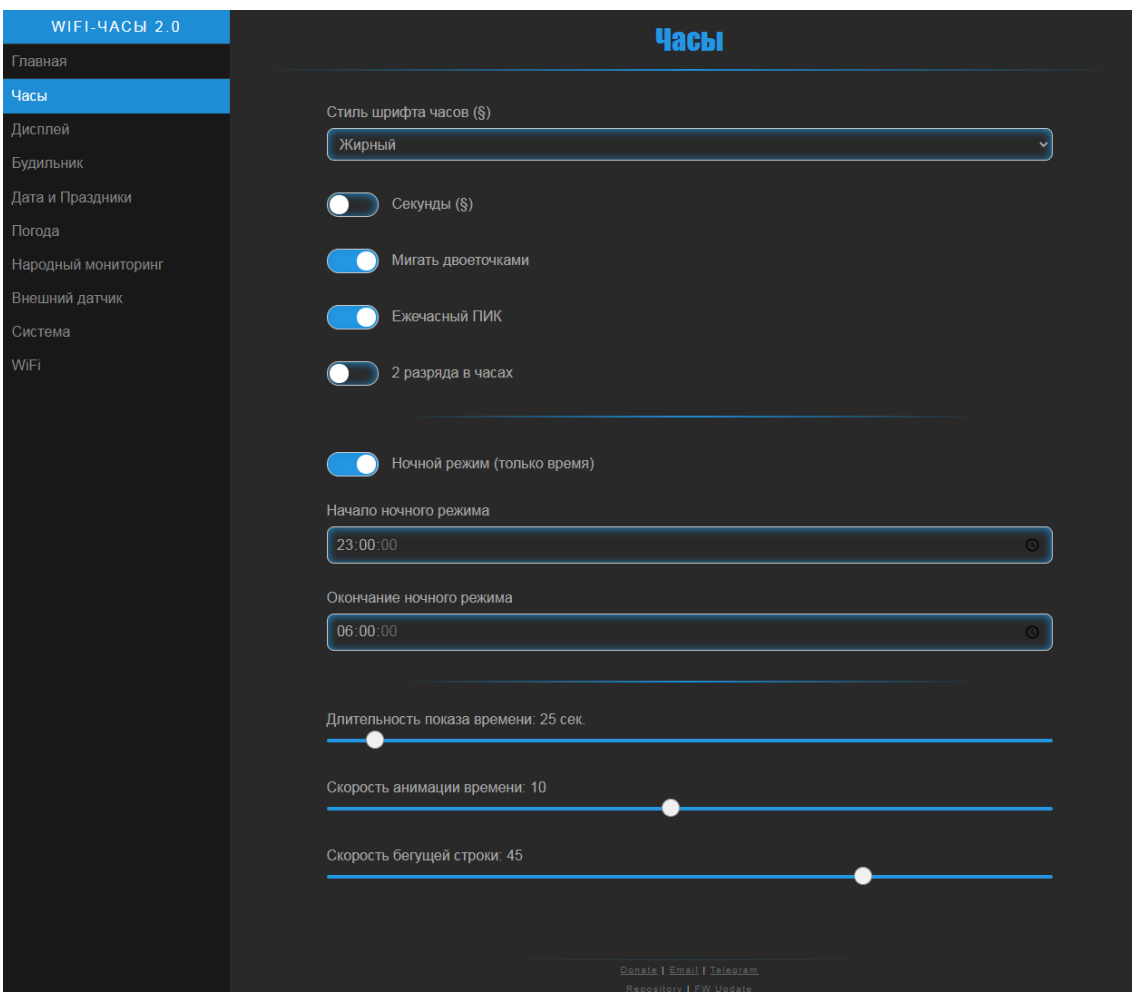 WIFI-ЧАСЫ 2.0
Главная
Часы
Дисплей
Будильник
Дата и Праздники
Погода
Народный мониторинг
Внешний датчик
Система
WiFi
Часы
Стиль шрифта часов (§)
Жирный
Секунды (§)
Мигать двоеточками
Ежечасный ПИК
2 разряда в часах
Ночной режим (только время)
Начало ночного режима
23:00:00
Окончание ночного режима
06:00:00
Длительность показа времени: 25 сек.
Скорость анимации времени: 10
Скорость бегущей строки: 45
Donate | Email | Telegram
Repository | FW Update